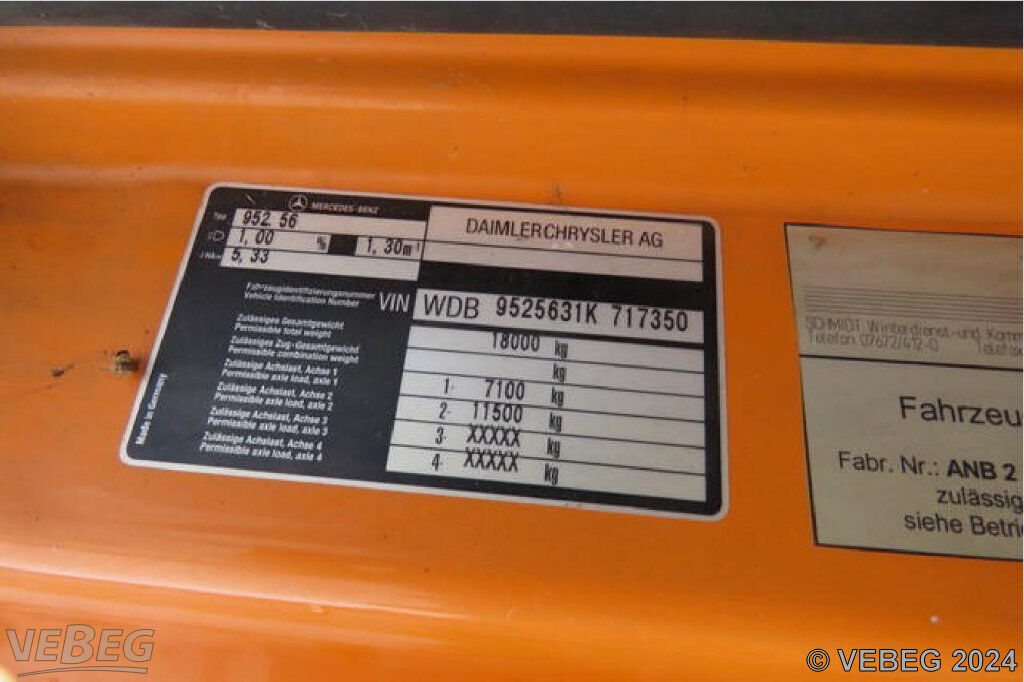 MERCEDES-BENZ
Typ 952. 56
1, 00 % 1, 30m
5, 33
DAIMLERCHRYSLER AG
Fahrzeugidentifizierungsnummer
Vehicle Identification Number
VIN WDB 9525631K 717350
Zulässiges Gesamtgewicht
Permissible total weight
18000 kg
Zulässiges Zug-Gesamtgewicht
Permissible combination weight
kg
Zulässige Achslast, Achse 1
Permissible axle load, axle 1
1- 7100 kg
Zulässige Achslast, Achse 2
Permissible axle load, axle 2
2- 11500 kg
Zulässige Achslast, Achse 3
Permissible axle load, axle 3
3- XXXXX kg
Zulässige Achslast, Achse 4
Permissible axle load, axle 4
4- XXXXX kg
Made in Germany
SCHMIDT Winterdienst-und Komm
Telefon 07672/412-0
Fahrzeu
Fabr. Nr.: ANB 2
zulässig
siehe Betrie
VEBEG
© VEBEG 2024